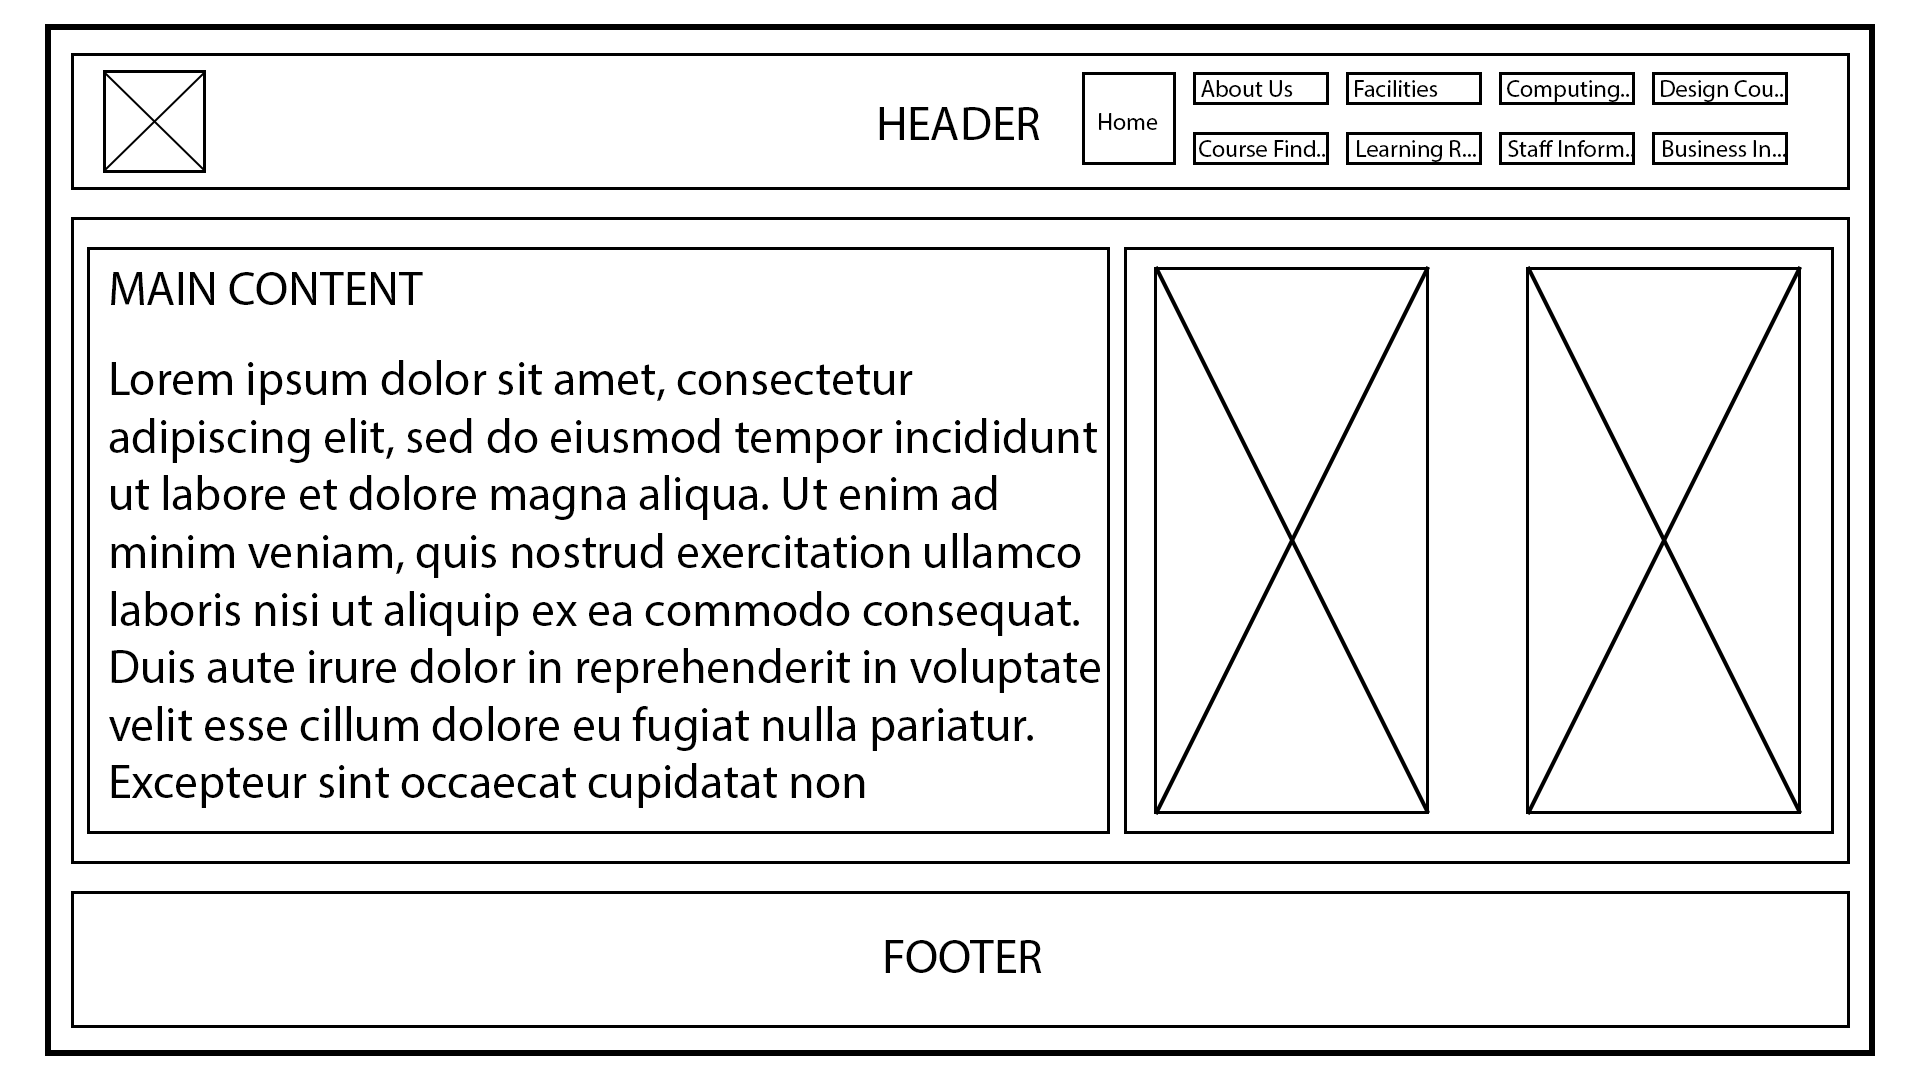 HEADER
Home
About Us
Facilities
Computing..
Design Cou..
Course Find..
Learning R...
Staff Inform..
Business In...
MAIN CONTENT
Lorem ipsum dolor sit amet, consectetur
adipiscing elit, sed do eiusmod tempor incididunt
ut labore et dolore magna aliqua. Ut enim ad
minim veniam, quis nostrud exercitation ullamco
laboris nisi ut aliquip ex ea commodo consequat.
Duis aute irure dolor in reprehenderit in voluptate
velit esse cillum dolore eu fugiat nulla pariatur.
Excepteur sint occaecat cupidatat non
FOOTER